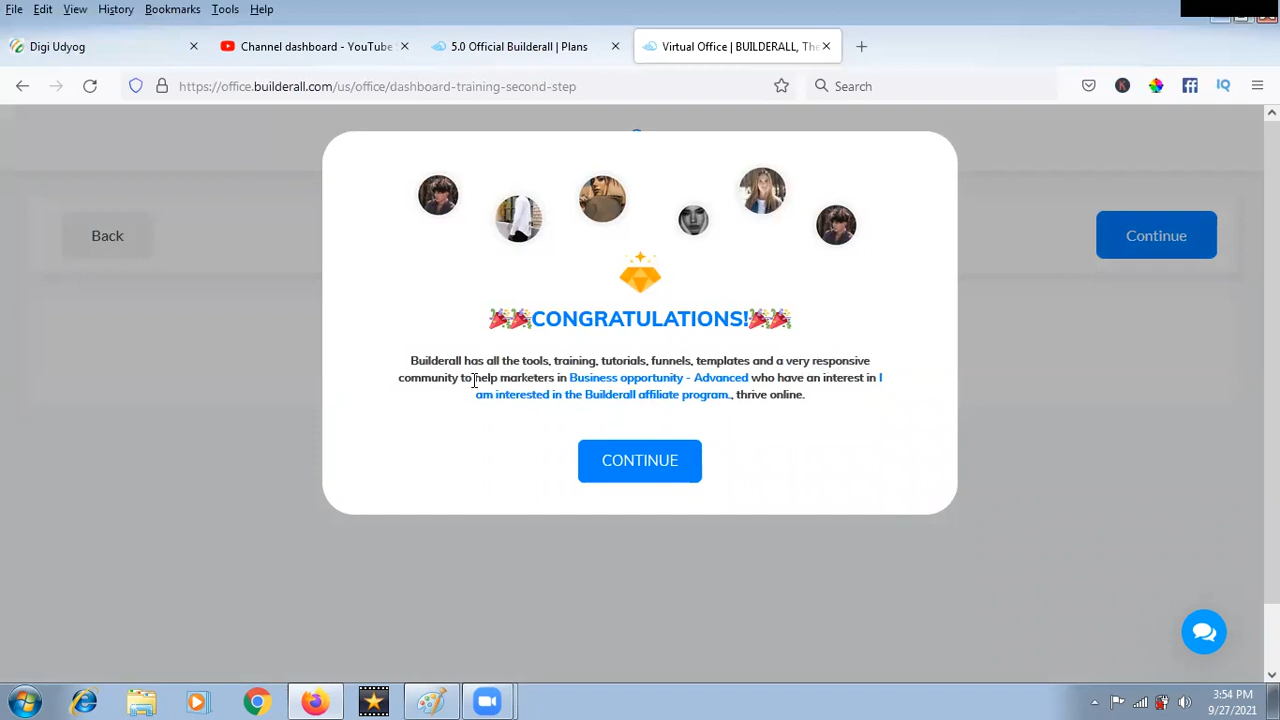 File Edit View History Bookmarks Tools Help
Digi Udyog
Channel dashboard - YouTube
5.0 Official Builderall | Plans
Virtual Office | BUILDERALL, The
https://office.builderall.com/us/office/dashboard-training-second-step
Search
Back
Continue
CONGRATULATIONS!
Builderall has all the tools, training, tutorials, funnels, templates and a very responsive
community to help marketers in Business opportunity - Advanced who have an interest in I
am interested in the Builderall affiliate program., thrive online.
CONTINUE
IQ
3:54 PM
9/27/2021